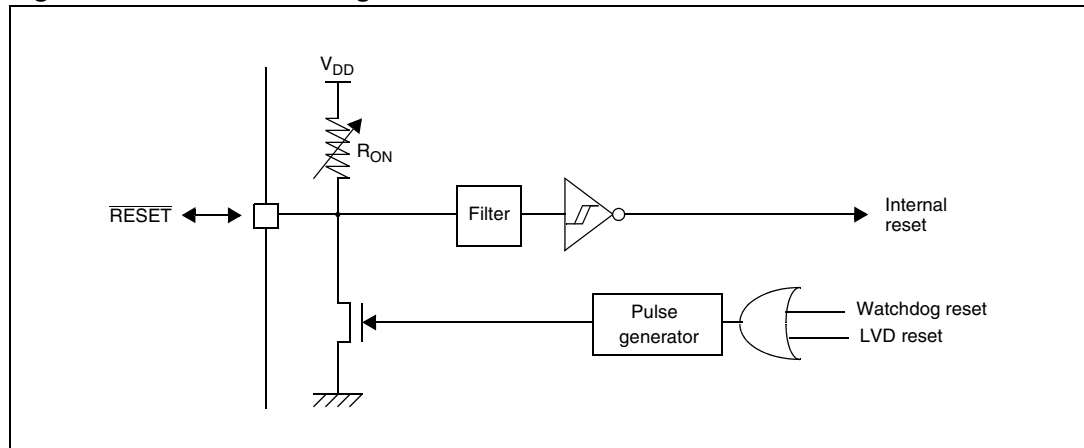 VDD
RON
RESET
Filter
Internal
reset
Pulse
generator
Watchdog reset
LVD reset